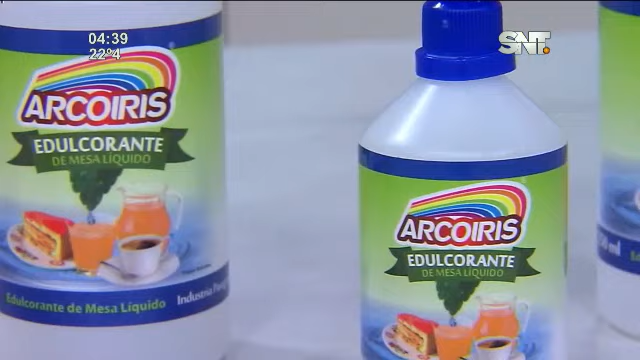 04:39
22°4
SNT.
ARCOIRIS
EDULCORANTE
DE MESA LÍQUIDO
Edulcorante de Mesa Líquido
Industria
ARCOIRIS
EDULCORANTE
DE MESA LÍQUIDO
ml